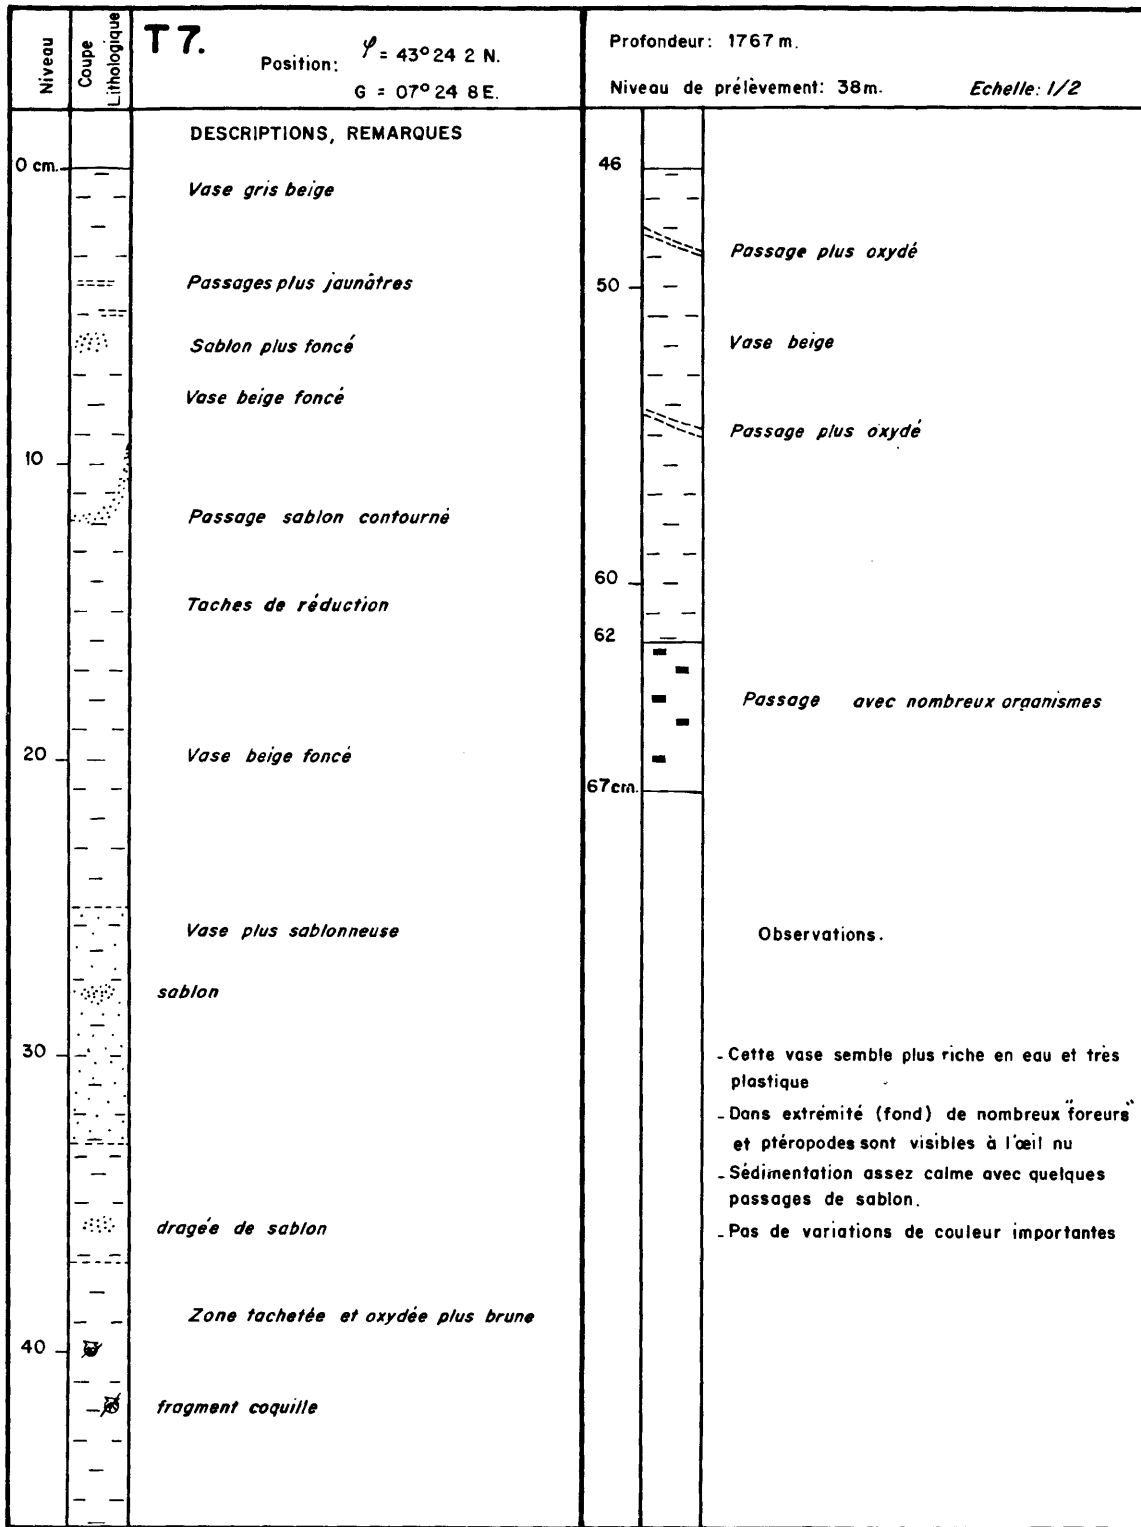 Niveau
Coupe
Lithologique
T 7.
Position: φ = 43° 24 2 N.
G = 07° 24 8 E.
Profondeur: 1767 m.
Niveau de prélèvement: 38m. Echelle: 1/2
DESCRIPTIONS, REMARQUES
0 cm.
Vase gris beige
Passages plus jaunâtres
Sablon plus foncé
Vase beige foncé
10
Passage sablon contourné
Taches de réduction
20
Vase beige foncé
Vase plus sablonneuse
sablon
30
dragée de sablon
Zone tachetée et oxydée plus brune
40
fragment coquille
46
Passage plus oxydé
50
Vase beige
Passage plus oxydé
60
62
Passage avec nombreux organismes
67cm.
Observations.
- Cette vase semble plus riche en eau et très
plastique
- Dans extrémité (fond) de nombreux "foreurs"
et ptéropodes sont visibles à l'œil nu
- Sédimentation assez calme avec quelques
passages de sablon.
- Pas de variations de couleur importantes